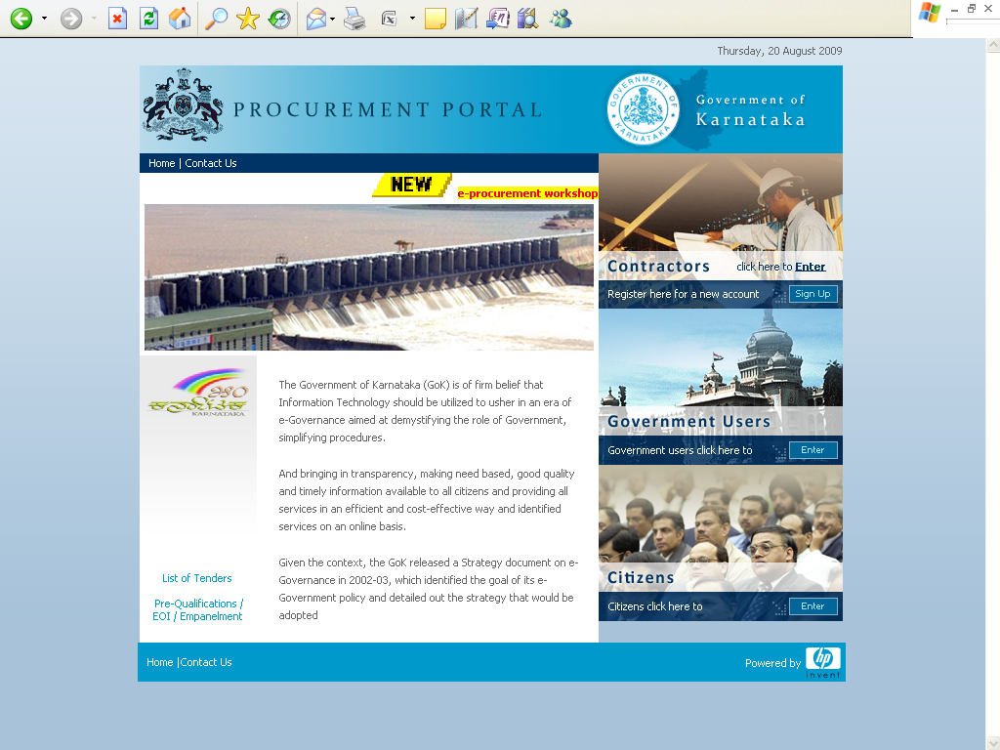 Thursday, 20 August 2009
PROCUREMENT PORTAL
GOVERNMENT OF KARNATAKA
Government of
Karnataka
Home | Contact Us
NEW
e-procurement workshop
Contractors
click here to Enter
Register here for a new account
Sign Up
Government Users
Government users click here to
Enter
Citizens
Citizens click here to
Enter
ಕರ್ನಾಟಕ
KARNATAKA
List of Tenders
Pre-Qualifications /
EOI / Empanelment
The Government of Karnataka (GoK) is of firm belief that
Information Technology should be utilized to usher in an era of
e-Governance aimed at demystifying the role of Government,
simplifying procedures.
And bringing in transparency, making need based, good quality
and timely information available to all citizens and providing all
services in an efficient and cost-effective way and identified
services on an online basis.
Given the context, the GoK released a Strategy document on e-
Governance in 2002-03, which identified the goal of its e-
Government policy and detailed out the strategy that would be
adopted
Home |Contact Us
Powered by
hp
invent